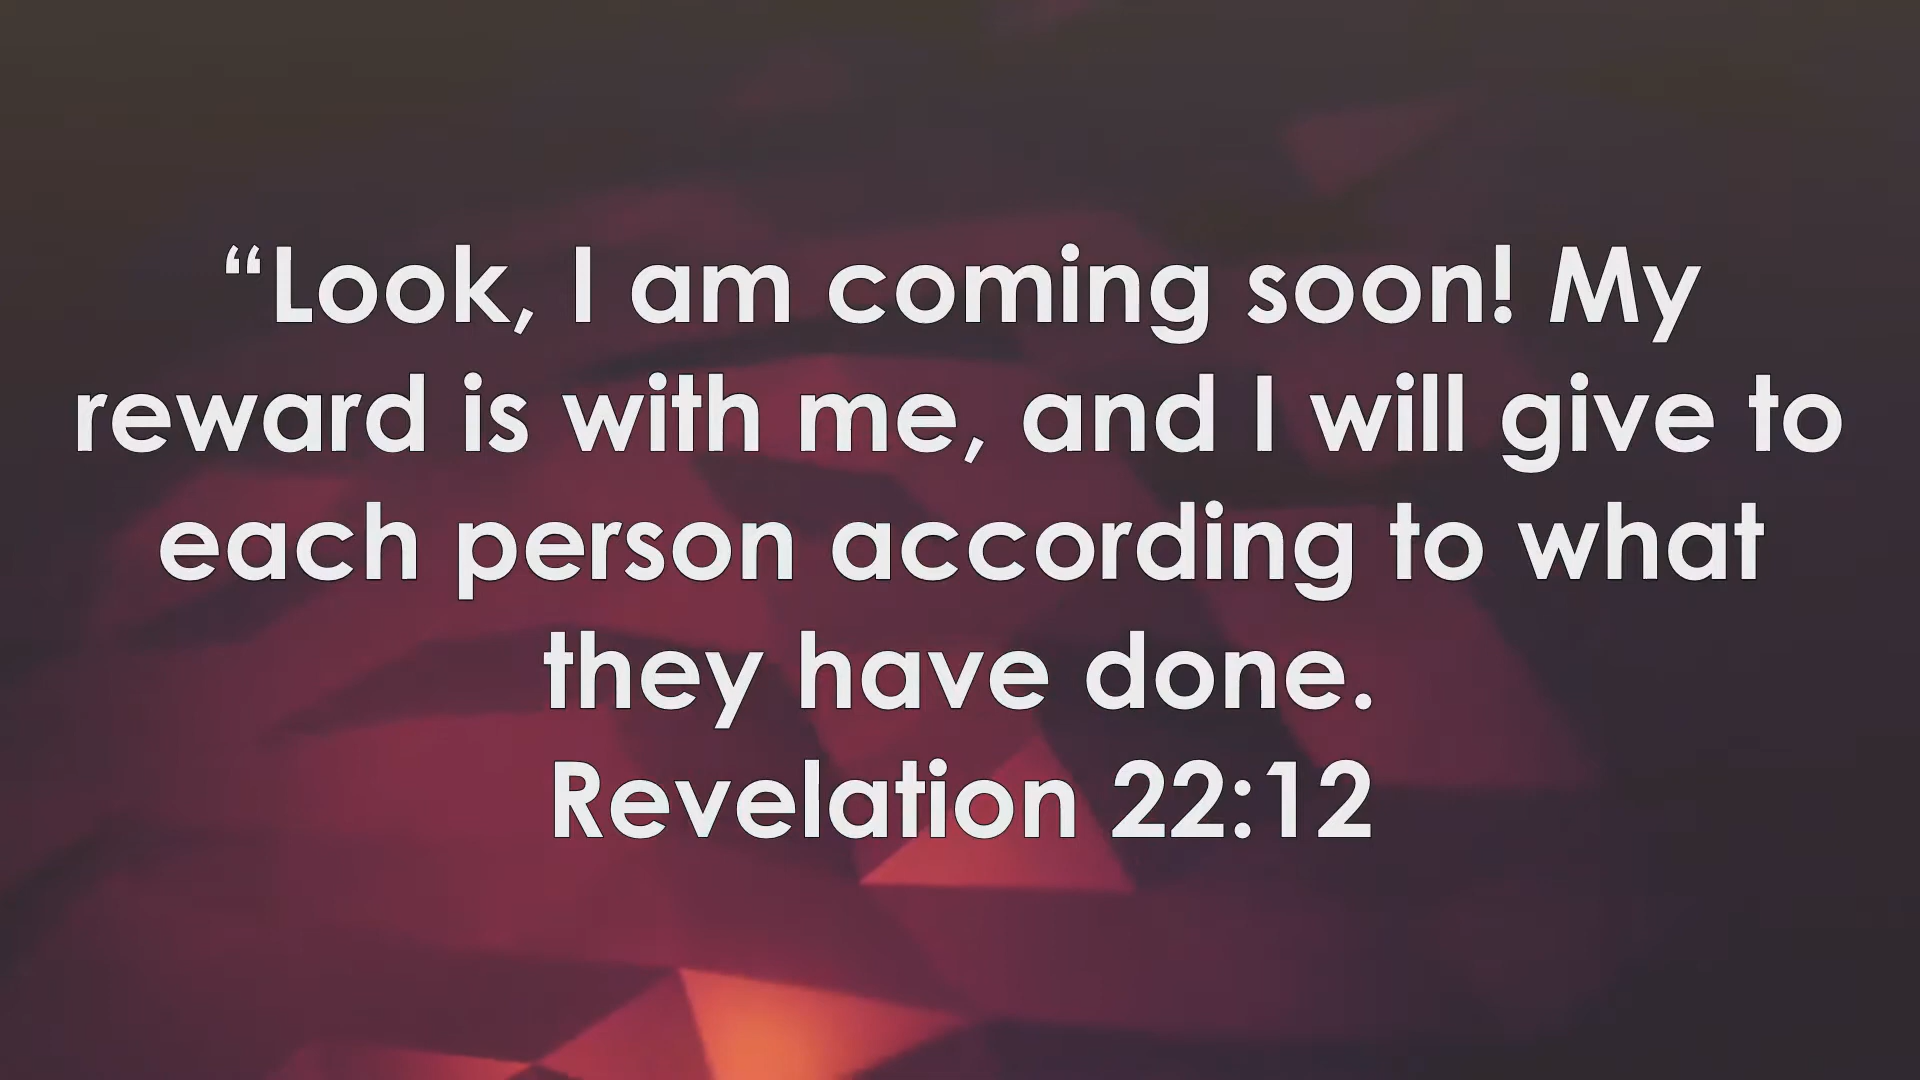 “Look, I am coming soon! My
reward is with me, and I will give to
each person according to what
they have done.
Revelation 22:12